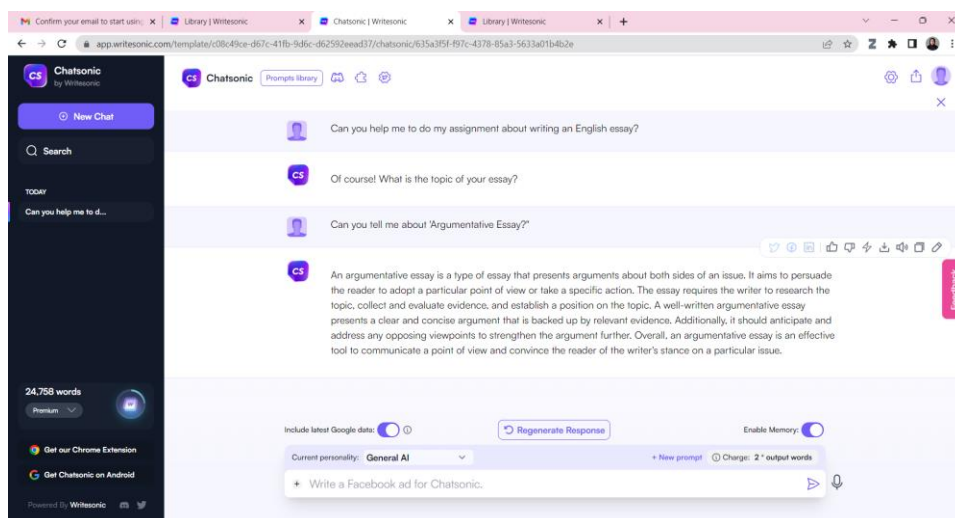 Confirm your email to start using
Library | Writesonic
Chatsonic | Writesonic
Library | Writesonic
app.writesonic.com/template/c08c49ce-d67c-41fb-9d6c-d62592eead37/chatsonic/635a3f5f-f97c-4378-85a3-5633a01b4b2e
CS
Chatsonic
by Writesonic
CS Chatsonic Prompts library
New Chat
Search
Can you help me to do my assignment about writing an English essay?
CS
Of course! What is the topic of your essay?
TODAY
Can you help me to d...
Can you tell me about 'Argumentative Essay?"
CS
An argumentative essay is a type of essay that presents arguments about both sides of an issue. It aims to persuade
the reader to adopt a particular point of view or take a specific action. The essay requires the writer to research the
topic, collect and evaluate evidence, and establish a position on the topic. A well-written argumentative essay
presents a clear and concise argument that is backed up by relevant evidence. Additionally, it should anticipate and
address any opposing viewpoints to strengthen the argument further. Overall, an argumentative essay is an effective
tool to communicate a point of view and convince the reader of the writer's stance on a particular issue.
Feedback
24,758 words
Premium
Include latest Google data:
Regenerate Response
Enable Memory:
Get our Chrome Extension
Current personality: General AI
+ New prompt
Charge: 2 * output words
Get Chatsonic on Android
+ Write a Facebook ad for Chatsonic.
Powered By Writesonic